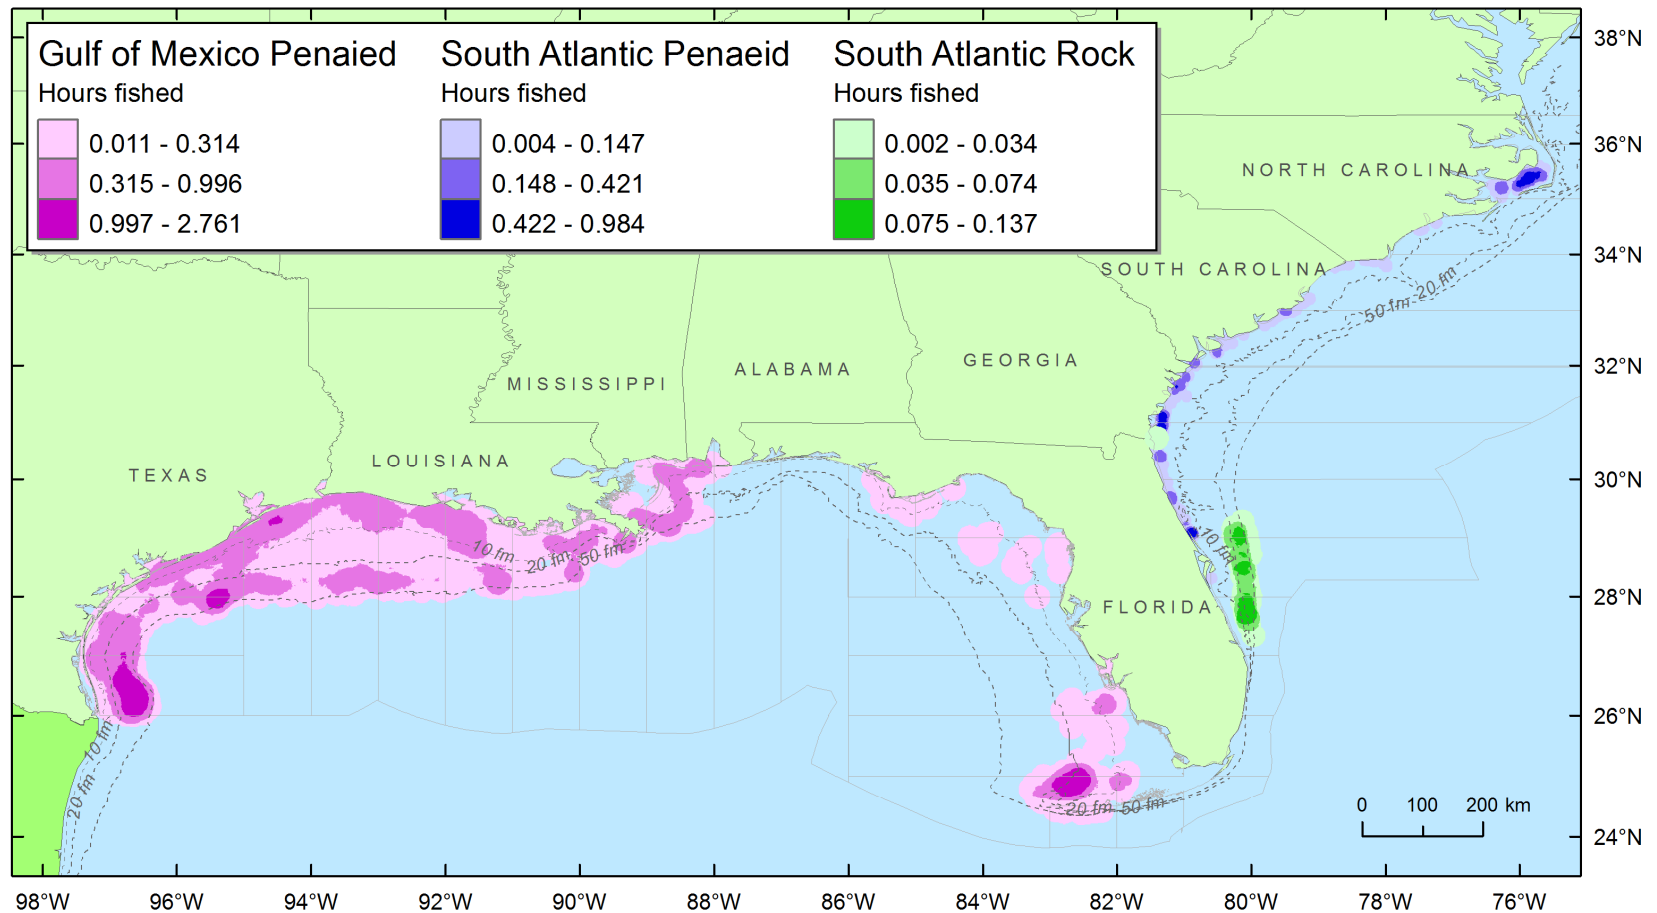 Gulf of Mexico Penaied
Hours fished
0.011 - 0.314
0.315 - 0.996
0.997 - 2.761
South Atlantic Penaeid
Hours fished
0.004 - 0.147
0.148 - 0.421
0.422 - 0.984
South Atlantic Rock
Hours fished
0.002 - 0.034
0.035 - 0.074
0.075 - 0.137
38°N
36°N
34°N
32°N
30°N
28°N
26°N
24°N
NORTH CAROLINA
SOUTH CAROLINA
GEORGIA
ALABAMA
MISSISSIPPI
LOUISIANA
TEXAS
FLORIDA
50 fm
20 fm
10 fm
10 fm
20 fm
50 fm
10 fm
20 fm
20 fm
50 fm
0 100 200 km
98°W
96°W
94°W
92°W
90°W
88°W
86°W
84°W
82°W
80°W
78°W
76°W